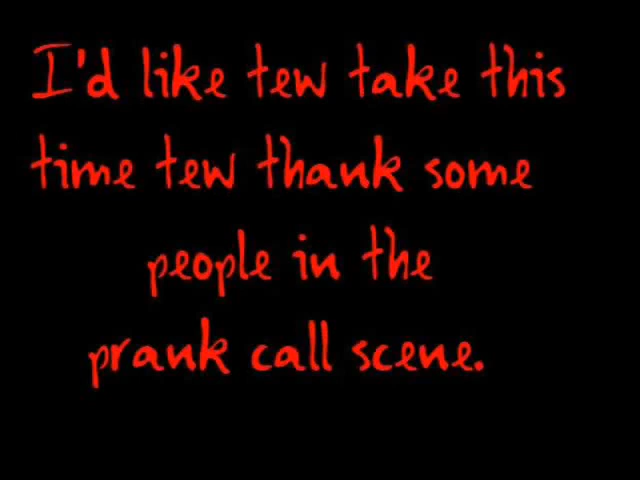 I'd like tew take this
time tew thank some
people in the
prank call scene.